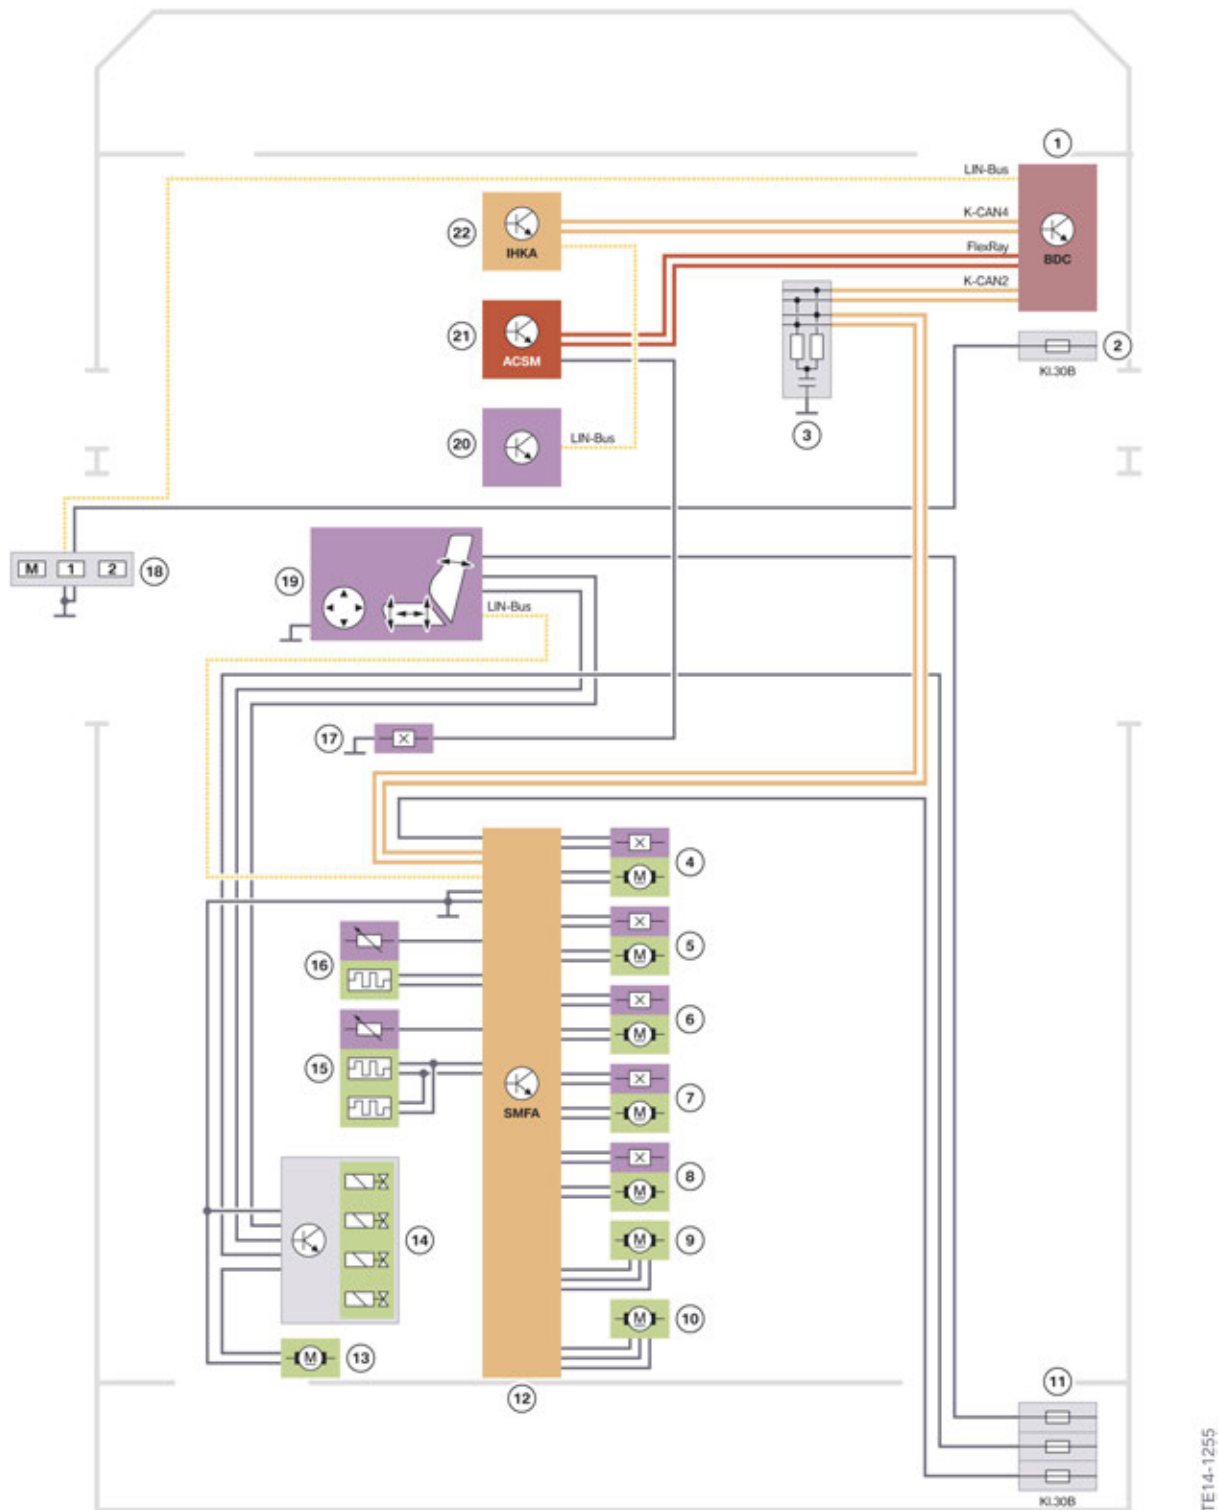 1
LIN-Bus
K-CAN4
22
IHKA
FlexRay
BDC
K-CAN2
21
ACSM
2
Kl.30B
20
LIN-Bus
3
M 1 2 18
19
LIN-Bus
17
4
M
5
M
16
6
M
15
7
M
SMFA
8
M
14
9
M
10
M
13
M
12
11
Kl.30B
TE14-1255